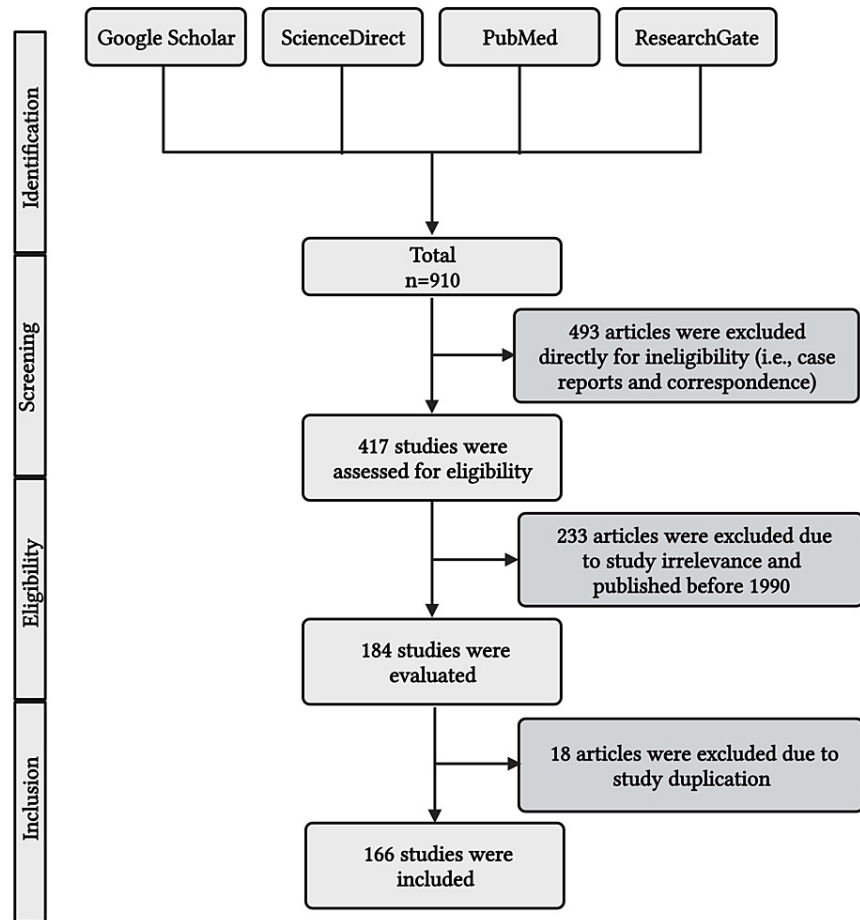 Google Scholar
ScienceDirect
PubMed
ResearchGate
Identification
Total
n=910
Screening
493 articles were excluded
directly for ineligibility (i.e., case
reports and correspondence)
417 studies were
assessed for eligibility
Eligibility
233 articles were excluded due
to study irrelevance and
published before 1990
184 studies were
evaluated
Inclusion
18 articles were excluded due to
study duplication
166 studies were
included